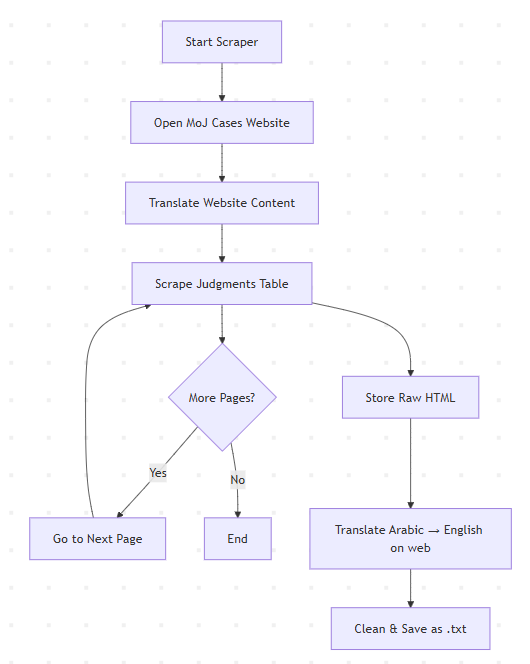 Start Scraper
Open MoJ Cases Website
Translate Website Content
Scrape Judgments Table
More Pages?
Store Raw HTML
Yes
No
Go to Next Page
End
Translate Arabic → English
on web
Clean & Save as .txt